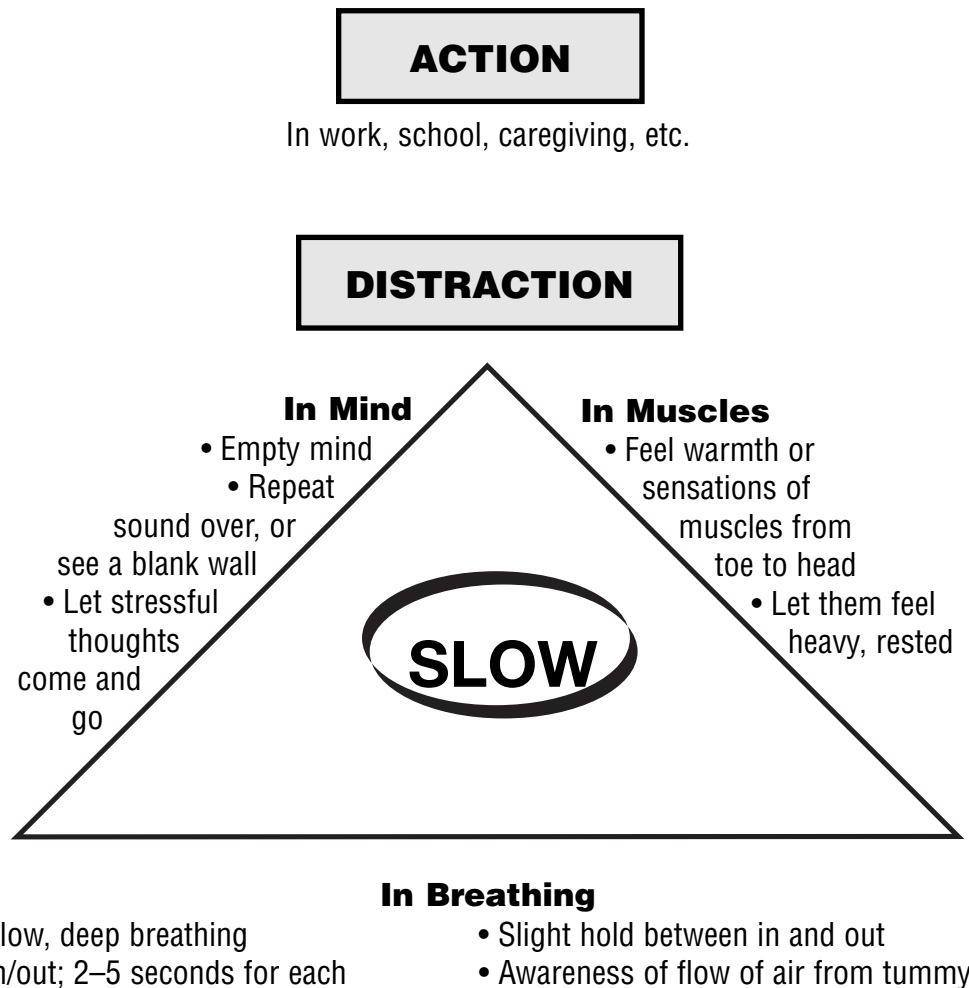 ACTION
In work, school, caregiving, etc.
DISTRACTION
In Mind
• Empty mind
• Repeat
sound over, or
see a blank wall
• Let stressful
thoughts
come and
go
In Muscles
• Feel warmth or
sensations of
muscles from
toe to head
• Let them feel
heavy, rested
SLOW
In Breathing
low, deep breathing
n/out; 2–5 seconds for each
• Slight hold between in and out
• Awareness of flow of air from tummy